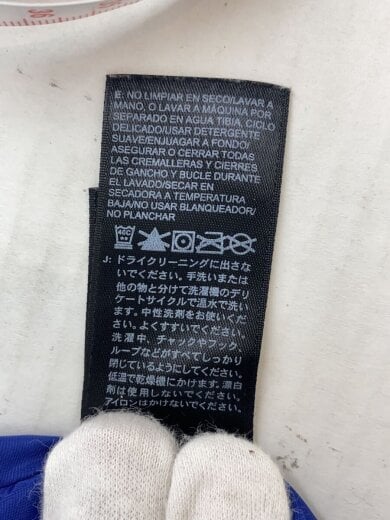 36
E: NO LIMPIAR EN SECO/LAVAR A
MANO, O LAVAR A MÁQUINA POR
SEPARADO EN AGUA TIBIA, CICLO
DELICADO/USAR DETERGENTE
SUAVE/ENJUAGAR A FONDO/
ASEGURAR O CERRAR TODAS
LAS CREMALLERAS Y CIERRES
DE GANCHO Y BUCLE DURANTE
EL LAVADO/SECAR EN
SECADORA A TEMPERATURA
BAJA/NO USAR BLANQUEADOR/
NO PLANCHAR
40C
J: ドライクリーニングに出さな
いでください。手洗いまたは
他の物と分けて洗濯機のデリ
ケートサイクルで温水で洗い
ます。中性洗剤をお使いくだ
さい。よくすすいでください。
洗濯中、チャックやフック、
ループなどがすべてしっかり
閉じているようにしてください。
低温で乾燥機にかけます。漂白
剤は使用しないでください。
アイロンはかけないでください。